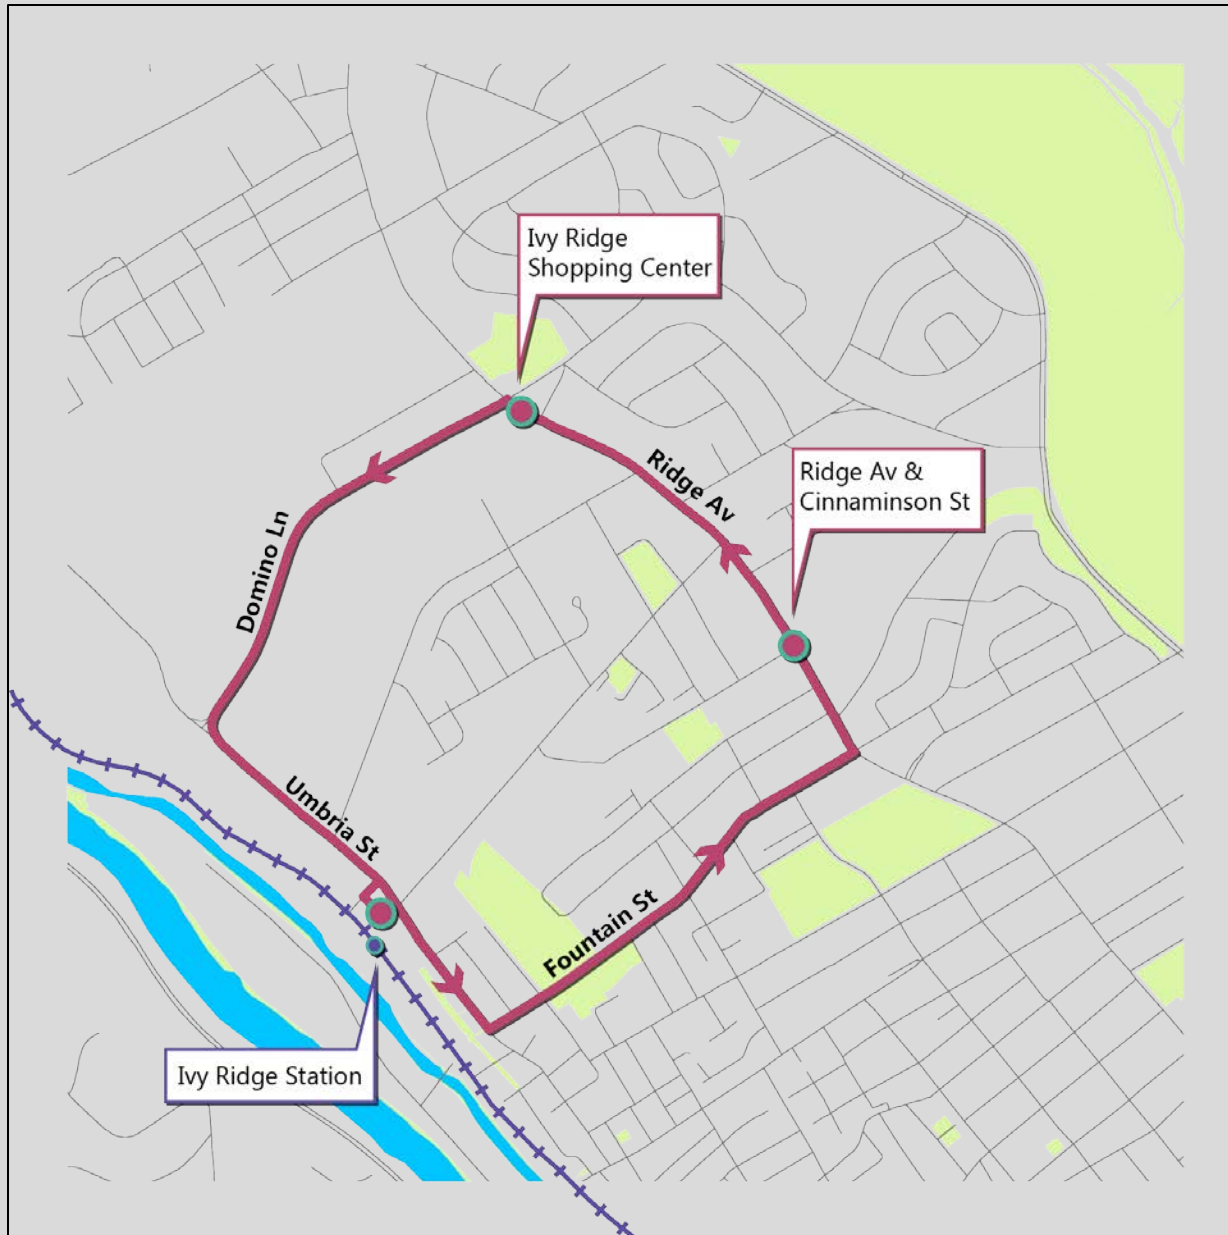 Ivy Ridge
Shopping Center
Ridge Av
Ridge Av &
Cinnaminson St
Domino Ln
Umbria St
Fountain St
Ivy Ridge Station